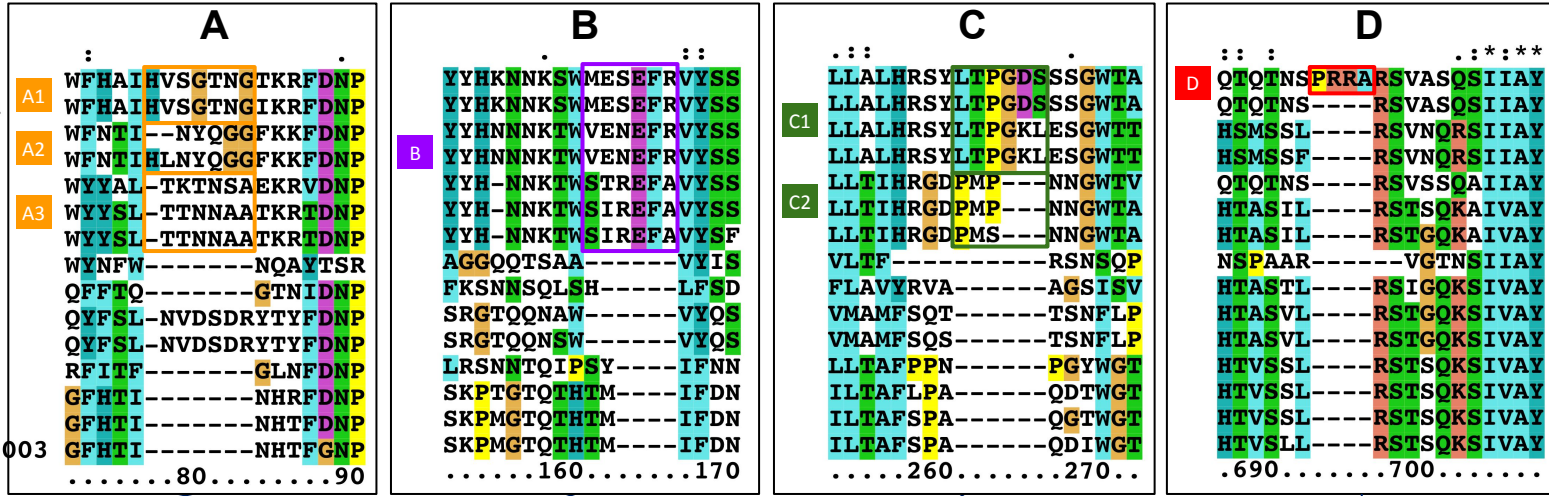 A
:                .
A1
WFHAIHVSGTNGTKRFDNP
WFHAIHVSGTNGTKRFDNP
A2
WFNTI--NYQGGFKKFDNP
WFNTIHLNYQGGFKKFDNP
A3
WYYAL-TKTNSAEKRVDNP
WYYSL-TTNNAATKRTDNP
WYYSL-TTNNAATKRTDNP
WYNFW-------NQAYTSR
QFFTQ-------GTNIDNP
QYFSL-NVDSDRYTYFDNP
QYFSL-NVDSDRYTYFDNP
RFITF-------GLNFDNP
GFHTI-------NHRFDNP
GFHTI-------NHTFDNP
003 GFHTI-------NHTFGNP
.......80........90
B
.        ::
YYHKNNKSWMESEFRVYSS
YYHKNNKSWMESEFRVYSS
B
YYHNNNKTWVENEFRVYSS
YYHNNNKTWVENEFRVYSS
YYH-NNKTWSTREFAVYSS
YYH-NNKTWSIREFAVYSS
YYH-NNKTWSIREFAVYSF
AGGQQTSAA------VYIS
FKSNNSQLSH-----LFSD
SRGTQQNAW------VYQS
SRGTQQNSW------VYQS
LRSNNTQIPSY----IFNN
SKPTGTQTHTM----IFDN
SKPMGTQTHTM----IFDN
SKPMGTQTHTM----IFDN
......160.......170
C
.::            .
LLALHRSYLTPGDSSSGWTA
LLALHRSYLTPGDSSSGWTA
C1
LLALHRSYLTPGKLESGWTT
LLALHRSYLTPGKLESGWTT
C2
LLTIHRGDPMP---NNGWTV
LLTIHRGDPMP---NNGWTA
LLTIHRGDPMS---NNGWTA
VLTF----------RSNSQP
FLAVYRVA------AGSISV
VMAMFSQT------TSNFLP
VMAMFSQS------TSNFLP
LLTAFPPN------PGYWGT
ILTAFLPA------QDTWGT
ILTAFSPA------QGTWGT
ILTAFSPA------QDIWGT
.....260.......270..
D
:: :            .:*:**
D
QTQTNSPRRARSVASQSIIAY
QTQTNS----RSVASQSIIAY
HSMSSL----RSVNQRSIIAY
HSMSSF----RSVNQRSIIAY
QTQTNS----RSVSSQAIIAY
HTASIL----RSTSQKAIVAY
HTASIL----RSTGQKAIVAY
NSPAAR------VGTNSIIAY
HTASTL----RSIGQKSIVAY
HTASVL----RSTGQKSIVAY
HTASVL----RSTGQKSIVAY
HTASSL----RSTSQKSIVAY
HTVSSL----RSTSQKSIVAY
HTVSSL----RSTSQKSIVAY
HTVSLL----RSTSQKSIVAY
..690.......700........